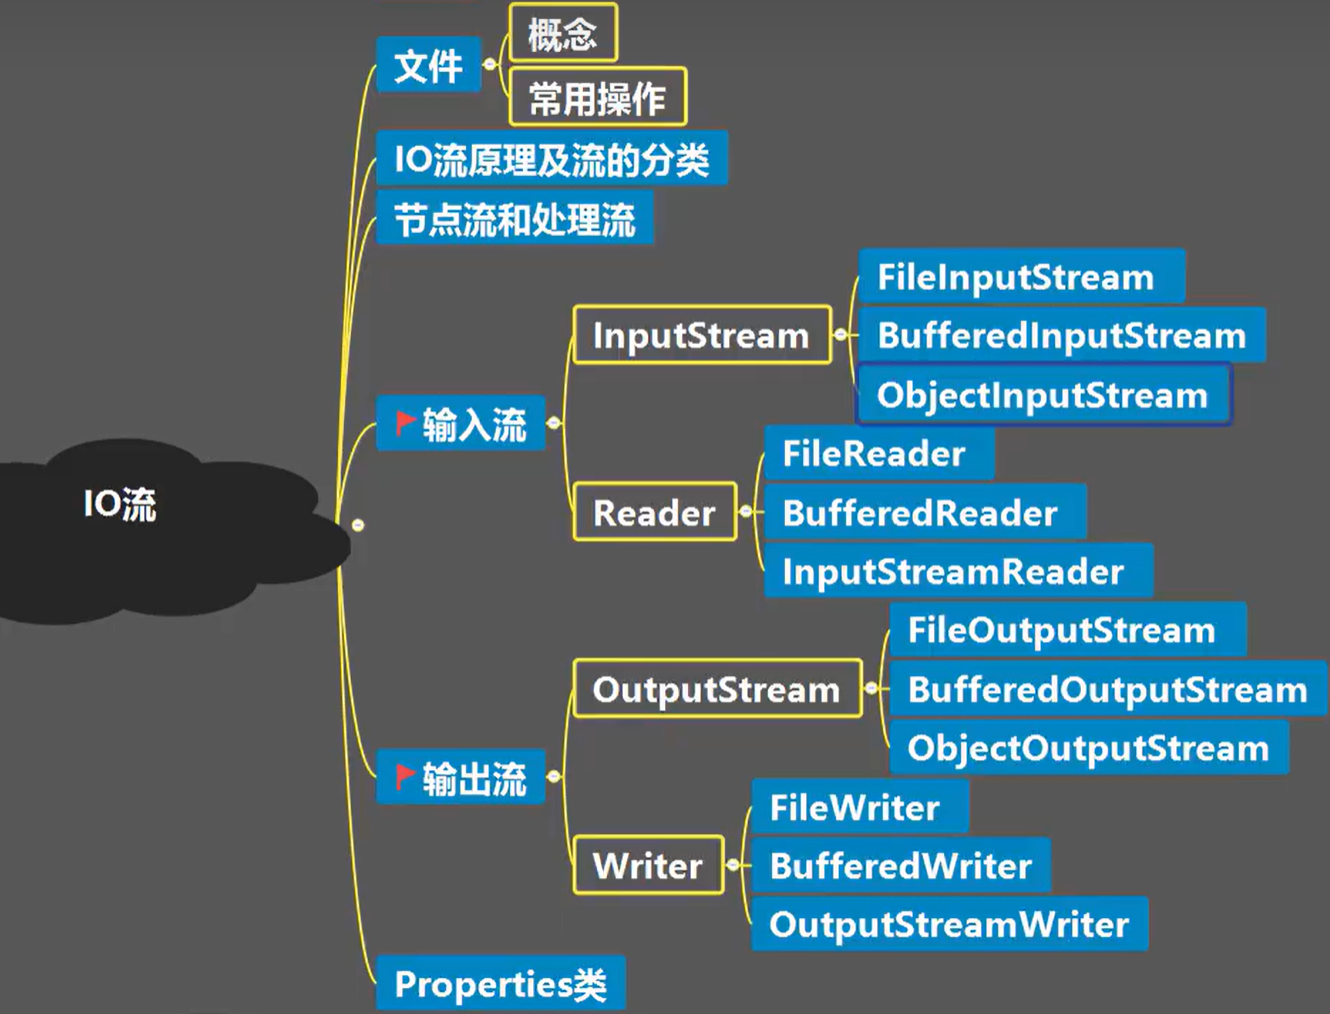 IO流
文件
概念
常用操作
IO流原理及流的分类
节点流和处理流
输入流
InputStream
FileInputStream
BufferedInputStream
ObjectInputStream
Reader
FileReader
BufferedReader
InputStreamReader
输出流
OutputStream
FileOutputStream
BufferedOutputStream
ObjectOutputStream
Writer
FileWriter
BufferedWriter
OutputStreamWriter
Properties类